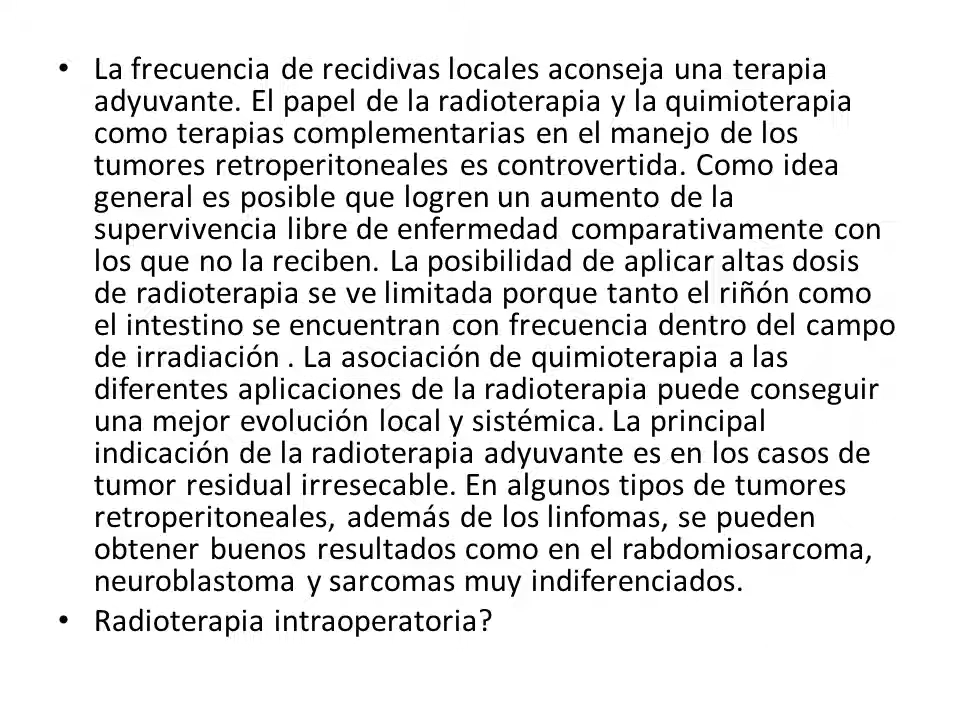 • La frecuencia de recidivas locales aconseja una terapia
adyuvante. El papel de la radioterapia y la quimioterapia
como terapias complementarias en el manejo de los
tumores retroperitoneales es controvertida. Como idea
general es posible que logren un aumento de la
supervivencia libre de enfermedad comparativamente con
los que no la reciben. La posibilidad de aplicar altas dosis
de radioterapia se ve limitada porque tanto el riñón como
el intestino se encuentran con frecuencia dentro del campo
de irradiación . La asociación de quimioterapia a las
diferentes aplicaciones de la radioterapia puede conseguir
una mejor evolución local y sistémica. La principal
indicación de la radioterapia adyuvante es en los casos de
tumor residual irresecable. En algunos tipos de tumores
retroperitoneales, además de los linfomas, se pueden
obtener buenos resultados como en el rabdomiosarcoma,
neuroblastoma y sarcomas muy indiferenciados.
• Radioterapia intraoperatoria?